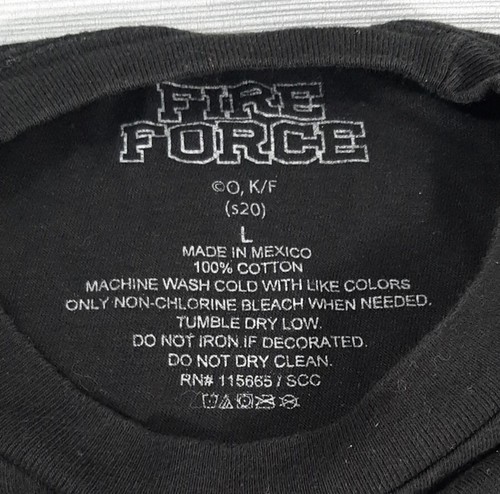 FIRE
FORCE
©O, K/F
(s20)
L
MADE IN MEXICO
100% COTTON
MACHINE WASH COLD WITH LIKE COLORS
ONLY NON-CHLORINE BLEACH WHEN NEEDED.
TUMBLE DRY LOW.
DO NOT IRON IF DECORATED.
DO NOT DRY CLEAN.
RN# 115665 / SCC